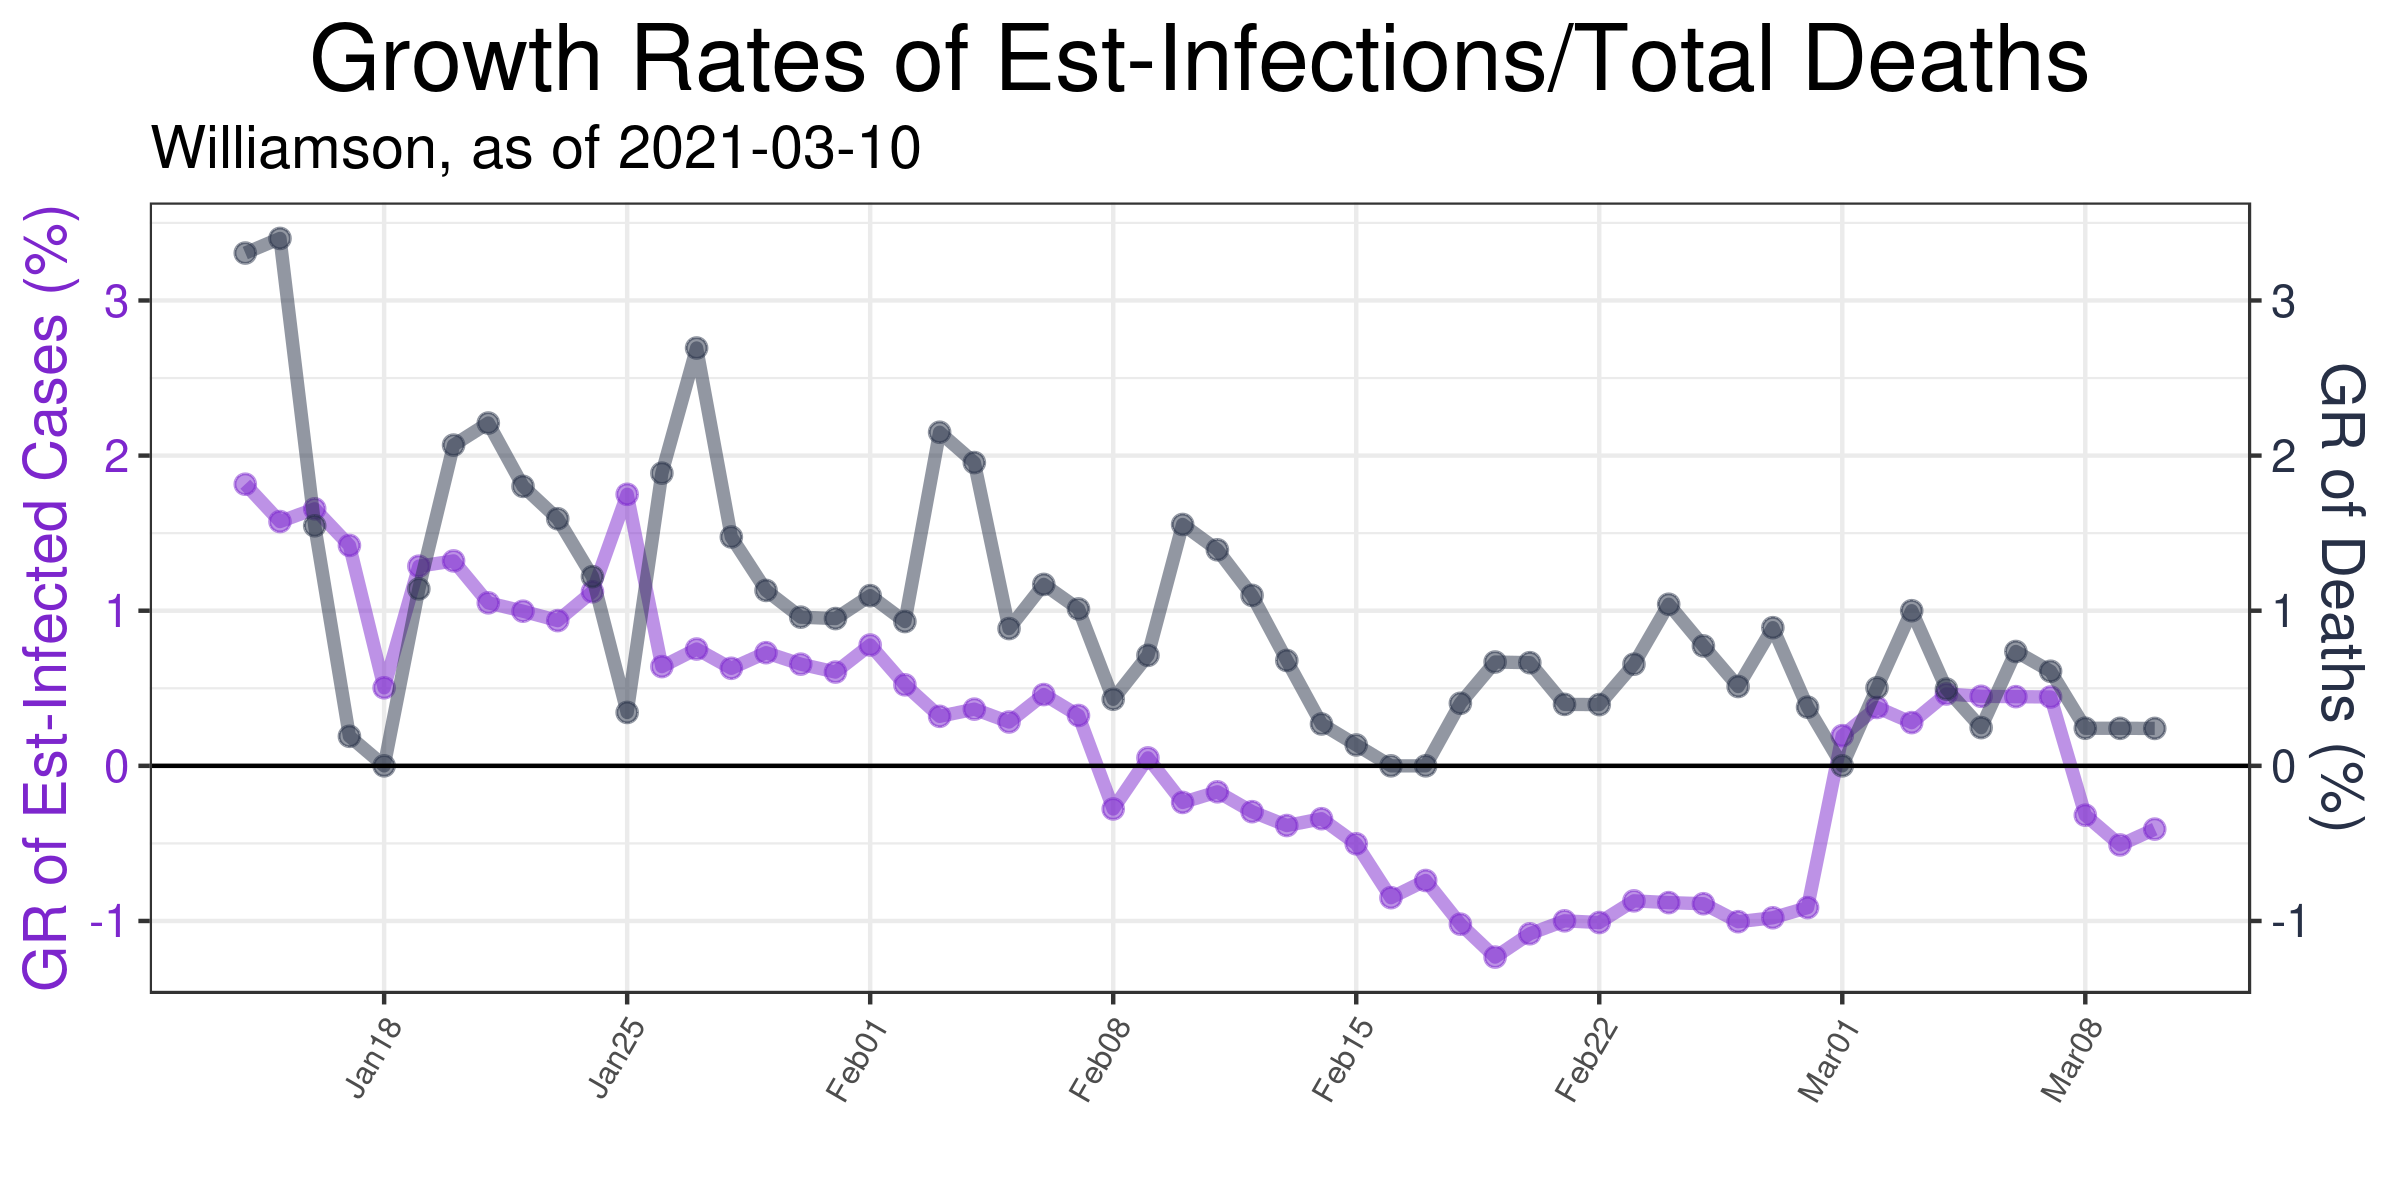 Growth Rates of Est-Infections/Total Deaths
Williamson, as of 2021-03-10
GR of Est-Infected Cases (%)
3
2
1
0
-1
3
2
1
0
-1
GR of Deaths (%)
Jan18
Jan25
Feb01
Feb08
Feb15
Feb22
Mar01
Mar08